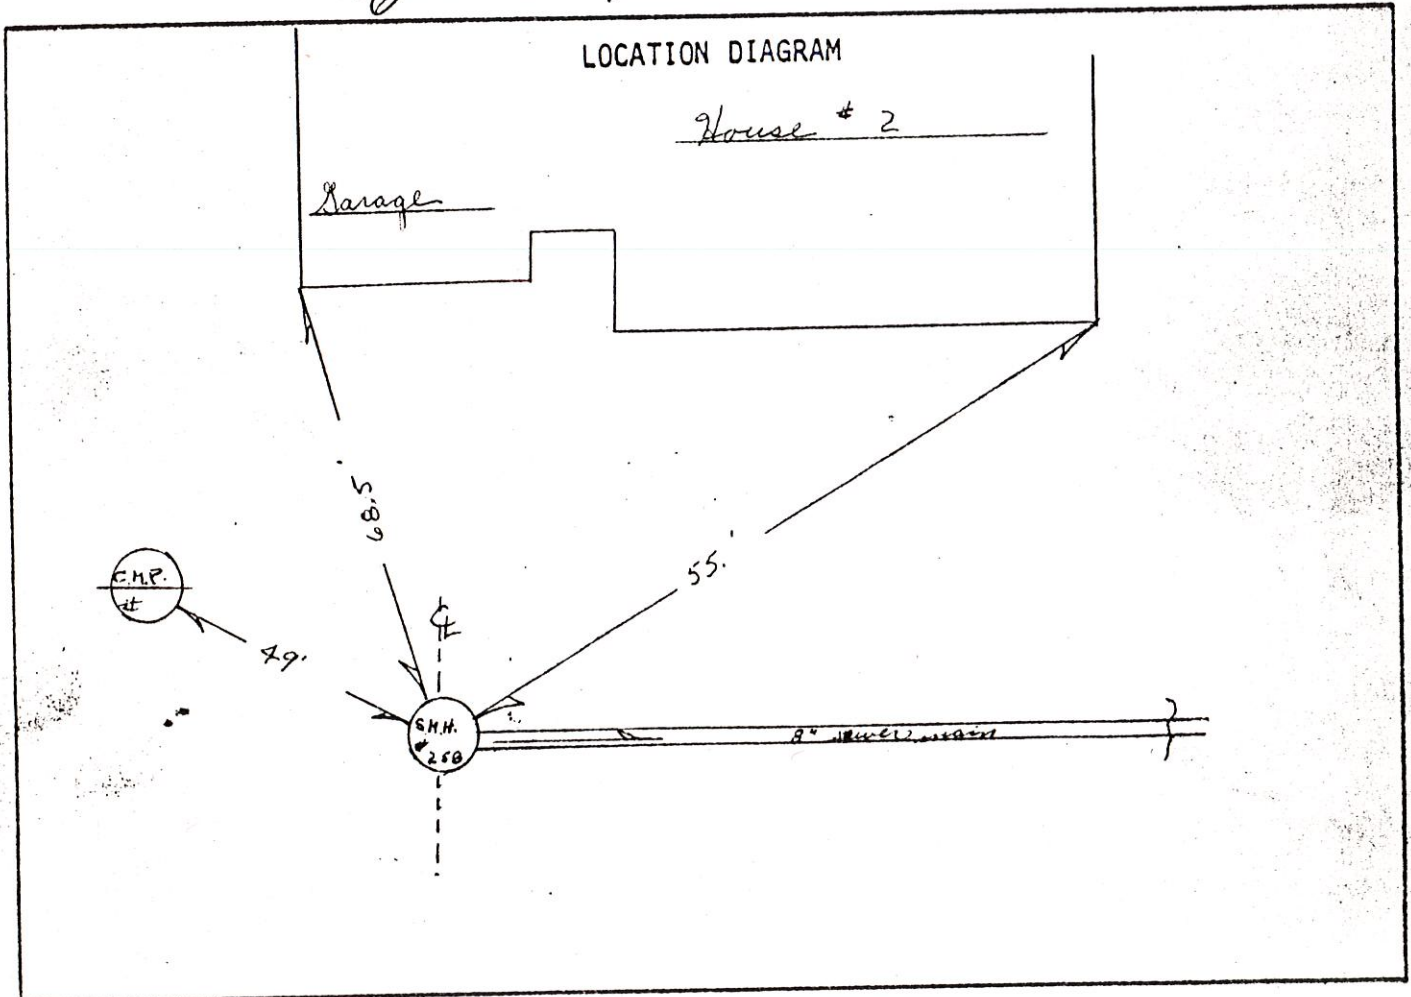 LOCATION DIAGRAM
House # 2
Garage
68.5'
C.M.P.
#
49.
55.'
℄
S.M.H.
#
258
8" sewer main